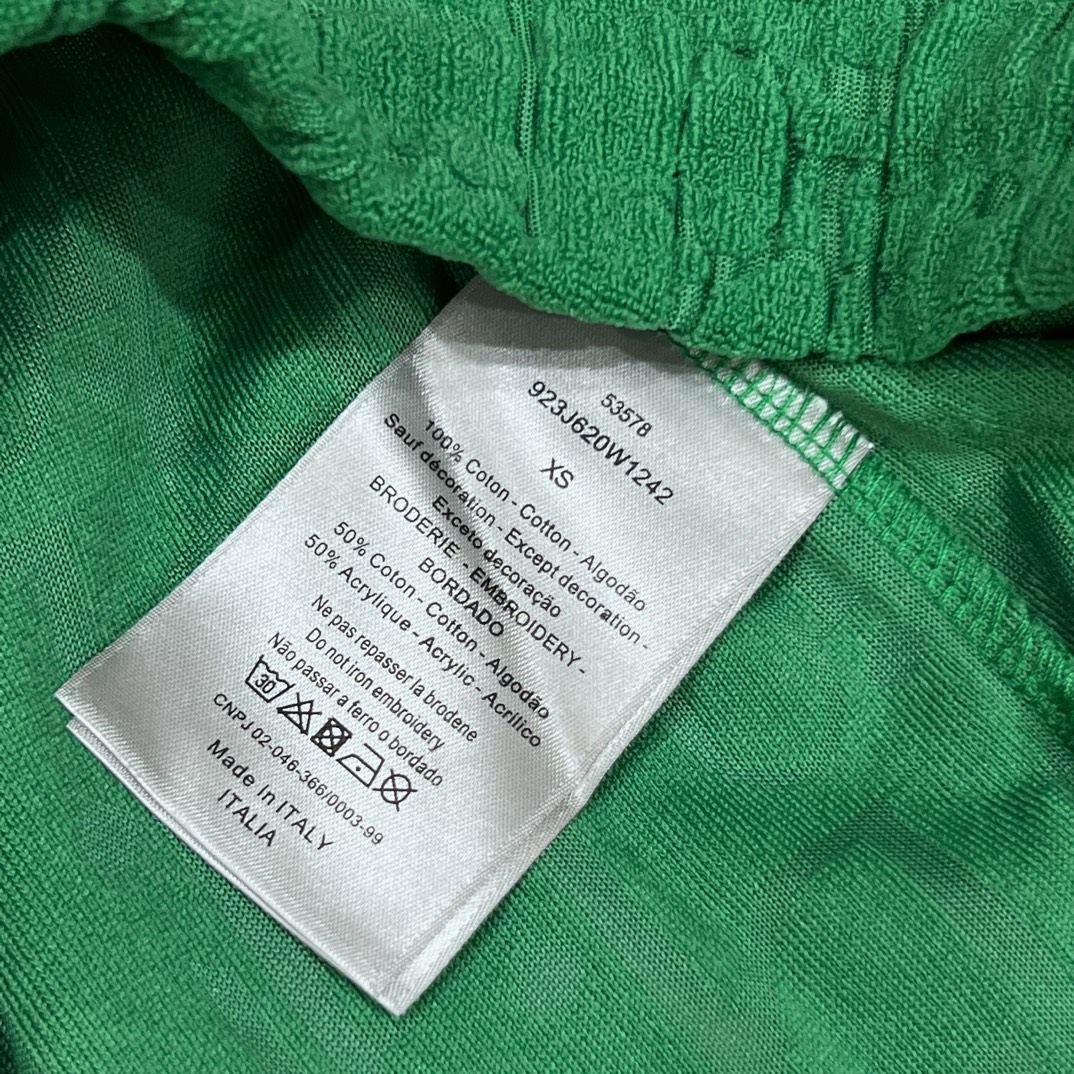 53578
923J620W1242
XS
100% Coton - Cotton - Algodão
Sauf décoration - Except decoration -
Exceto decoração
BRODERIE - EMBROIDERY -
BORDADO
50% Coton - Cotton - Algodão
50% Acrylique - Acrylic - Acrílico
Ne pas repasser la brodene
Do not iron embroidery
Não passar a ferro o bordado
30
CNPJ 02-046-366/0003-99
Made in ITALY
ITALIA